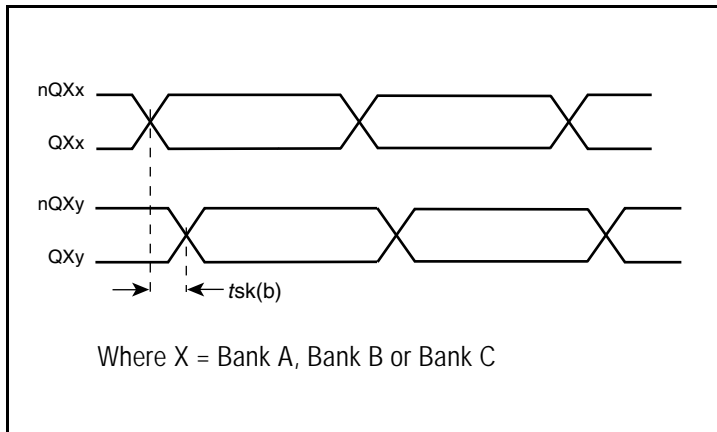 nQXx
QXx
nQXy
QXy
tsk(b)
Where X = Bank A, Bank B or Bank C